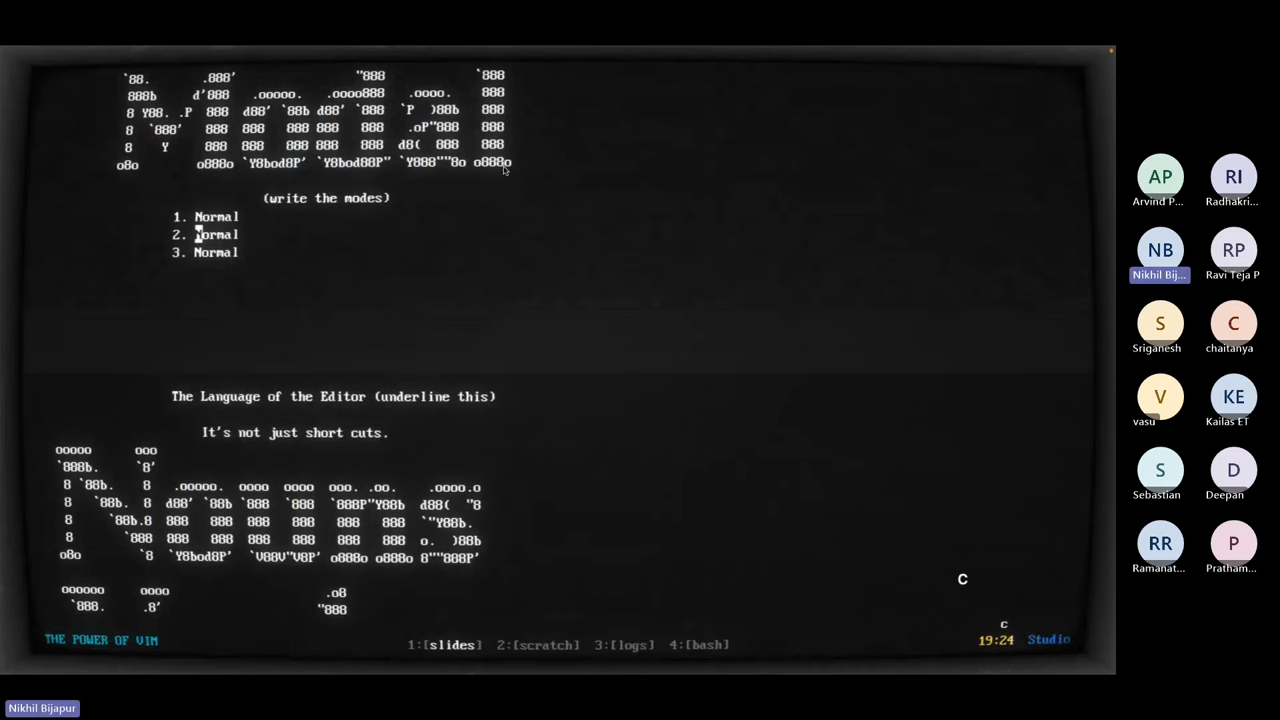 Modal
(write the modes)
1. Normal
2. Normal
3. Normal
The Language of the Editor (underline this)
It's not just short cuts.
Nouns
C
c
THE POWER OF VIM
1:[slides] 2:[scratch] 3:[logs] 4:[bash]
19:24 Studio
AP
Arvind P...
RI
Radhakri...
NB
Nikhil Bij...
RP
Ravi Teja P
S
Sriganesh
C
chaitanya
V
vasu
KE
Kailas ET
S
Sebastian
D
Deepan
RR
Ramanat...
P
Pratham...
Nikhil Bijapur